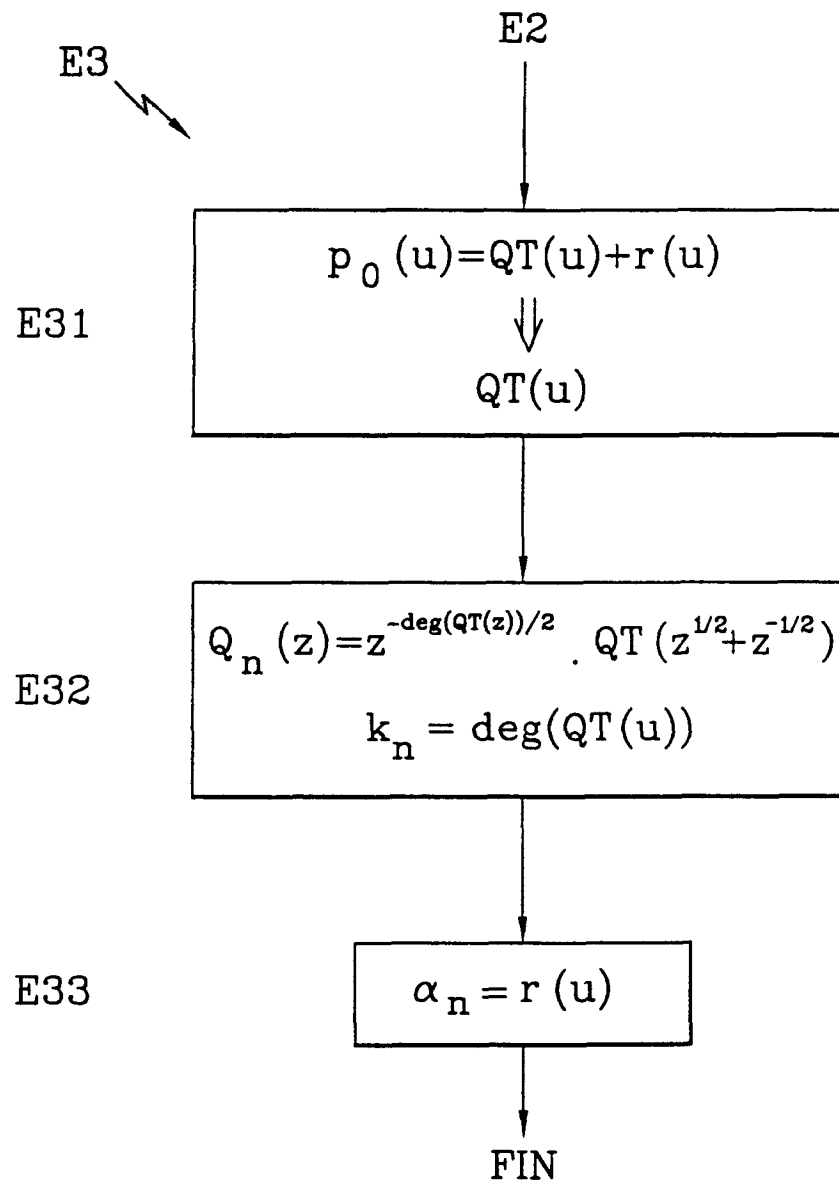 E2
E3
p₀(u)=QT(u)+r(u)
⇓
QT(u)
E31
Qₙ(z)=z^{-deg(QT(z))/2} . QT(z^{1/2}+z^{-1/2})
kₙ = deg(QT(u))
E32
αₙ = r(u)
E33
FIN